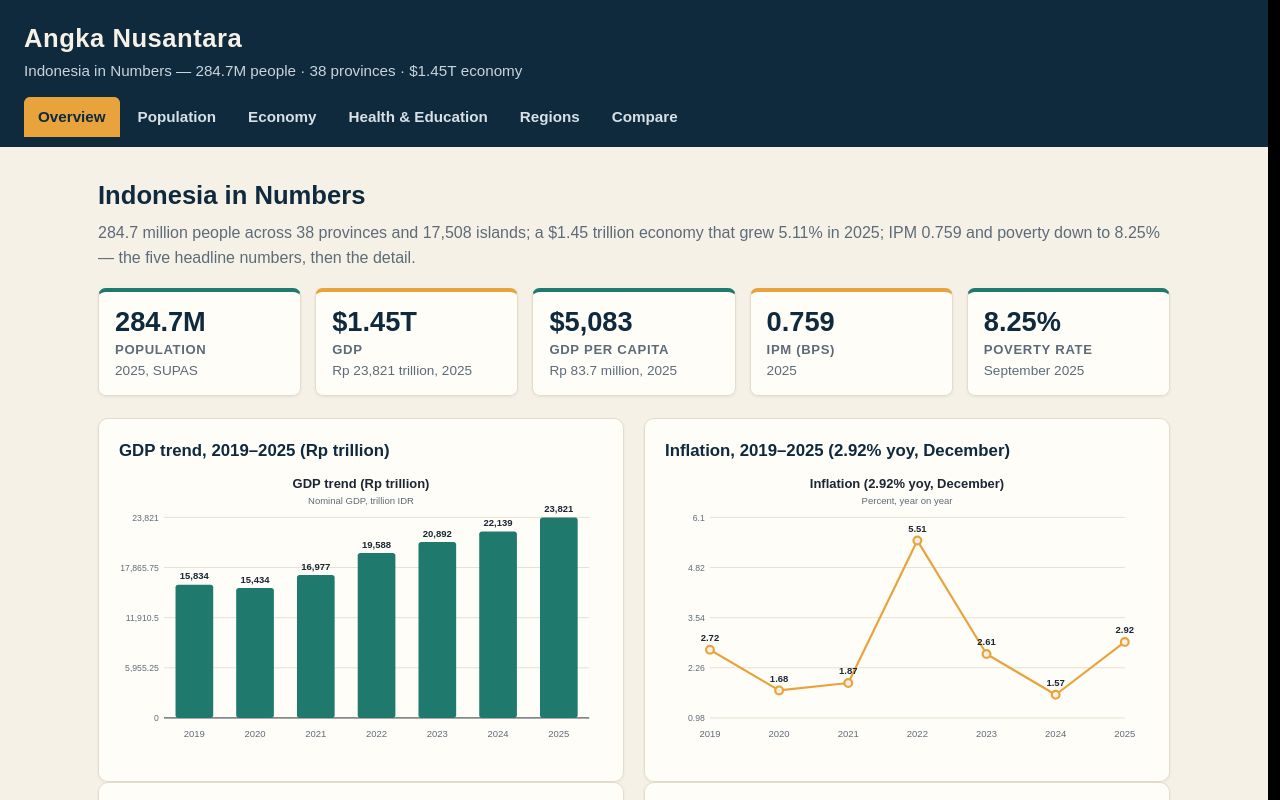 Angka Nusantara
Indonesia in Numbers — 284.7M people · 38 provinces · $1.45T economy
Overview
Population
Economy
Health & Education
Regions
Compare
Indonesia in Numbers
284.7 million people across 38 provinces and 17,508 islands; a $1.45 trillion economy that grew 5.11% in 2025; IPM 0.759 and poverty down to 8.25%
— the five headline numbers, then the detail.
284.7M
POPULATION
2025, SUPAS
$1.45T
GDP
Rp 23,821 trillion, 2025
$5,083
GDP PER CAPITA
Rp 83.7 million, 2025
0.759
IPM (BPS)
2025
8.25%
POVERTY RATE
September 2025
GDP trend, 2019–2025 (Rp trillion)
GDP trend (Rp trillion)
Nominal GDP, trillion IDR
23,821
17,865.75
11,910.5
5,955.25
0
15,834
15,434
16,977
19,588
20,892
22,139
23,821
2019
2020
2021
2022
2023
2024
2025
Inflation, 2019–2025 (2.92% yoy, December)
Inflation (2.92% yoy, December)
Percent, year on year
6.1
4.82
3.54
2.26
0.98
2.72
1.68
1.87
5.51
2.61
1.57
2.92
2019
2020
2021
2022
2023
2024
2025